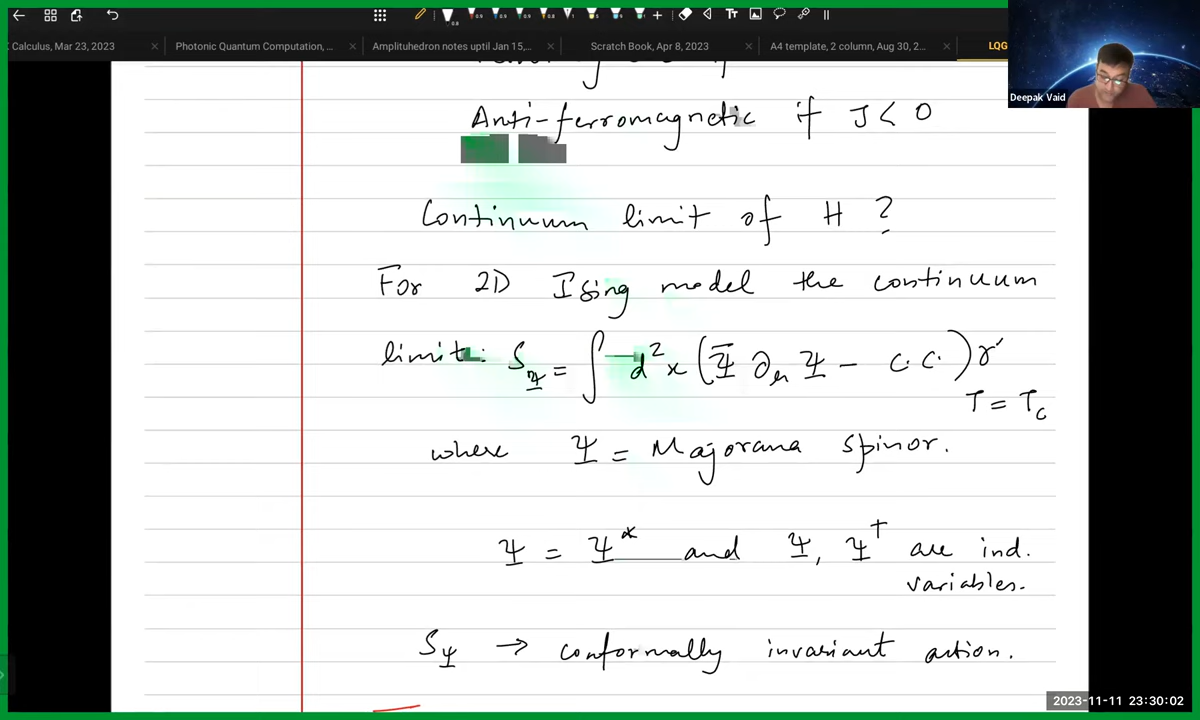 Calculus, Mar 23, 2023
Photonic Quantum Computation, ...
Amplituhedron notes uptil Jan 15,...
Scratch Book, Apr 8, 2023
A4 template, 2 column, Aug 30, 2...
LQG
Deepak Vaid
Anti-ferromagnetic if J < 0
Continuum limit of H ?
For 2D Ising model the continuum
limit: S_Ψ = ∫ d²x (Ψ̄ ∂_μ Ψ - c.c.) γ
T = T_c
where Ψ = Majorana spinor.
Ψ = Ψ* and Ψ, Ψ† are ind.
variables.
S_Ψ → conformally invariant action.
2023-11-11 23:30:02